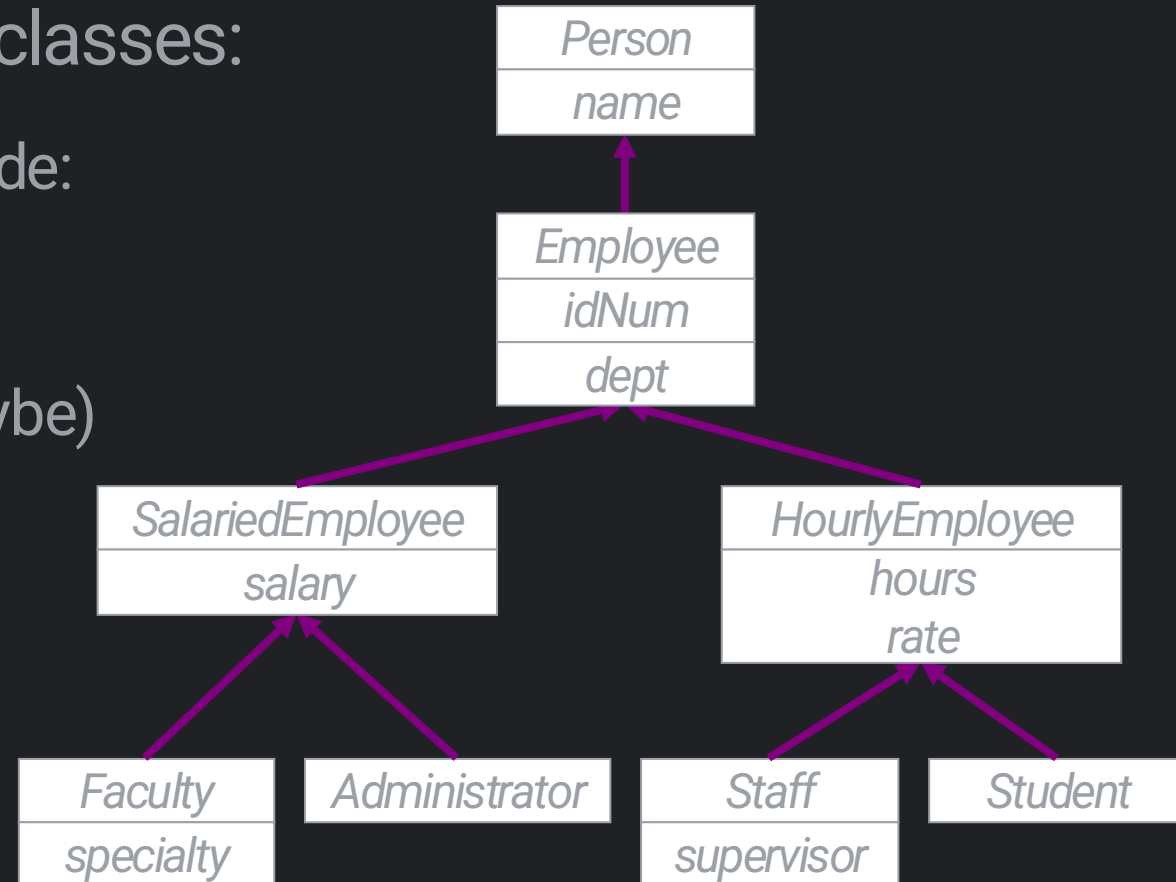 classes:
de:
ybe)
Person
name
Employee
idNum
dept
SalariedEmployee
salary
HourlyEmployee
hours
rate
Faculty
specialty
Administrator
Staff
supervisor
Student